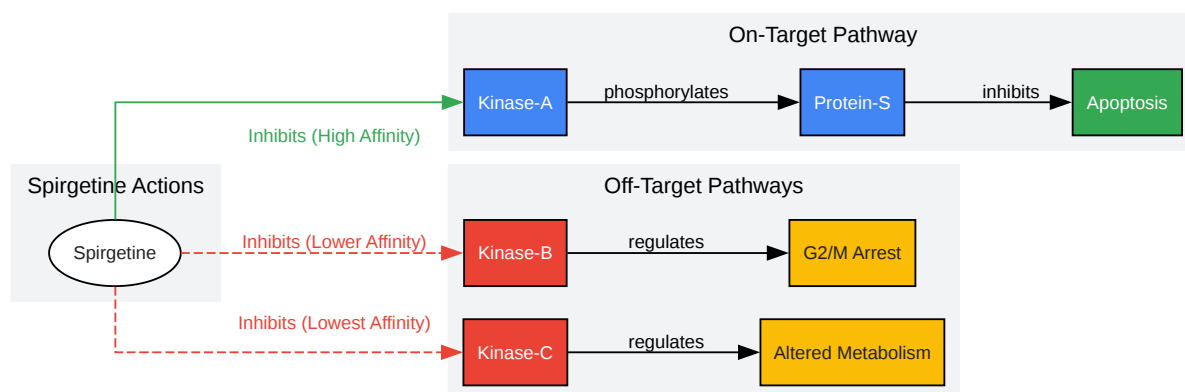 On-Target Pathway
Kinase-A
phosphorylates
Protein-S
inhibits
Apoptosis
Inhibits (High Affinity)
Spirgetine Actions
Spirgetine
Off-Target Pathways
Inhibits (Lower Affinity)
Kinase-B
regulates
G2/M Arrest
Inhibits (Lowest Affinity)
Kinase-C
regulates
Altered Metabolism